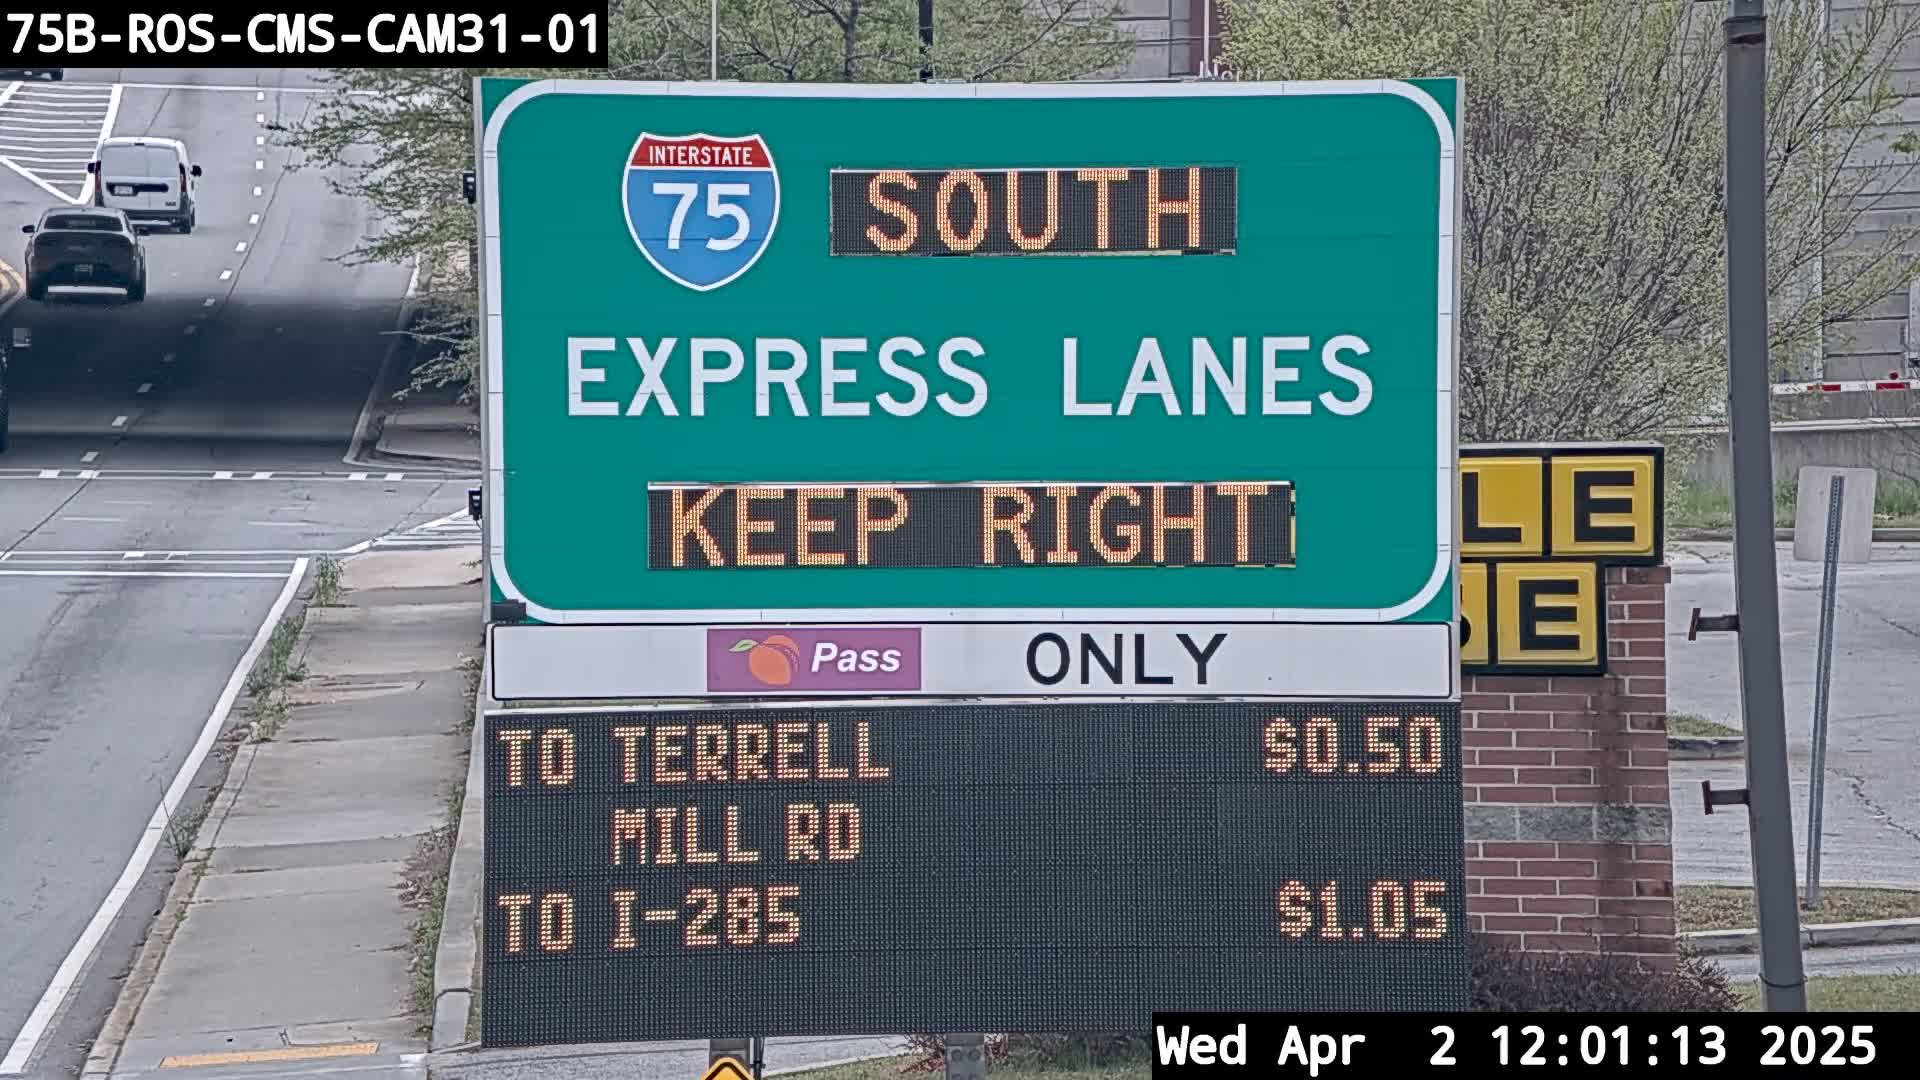 75B-ROS-CMS-CAM31-01
INTERSTATE
75
SOUTH
EXPRESS LANES
KEEP RIGHT
LE
E
Pass ONLY
TO TERRELL $0.50
MILL RD
TO I-285 $1.05
Wed Apr 2 12:01:13 2025